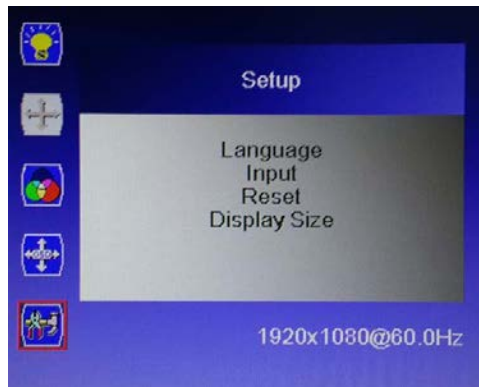 Setup
Language
Input
Reset
Display Size
1920x1080@60.0Hz